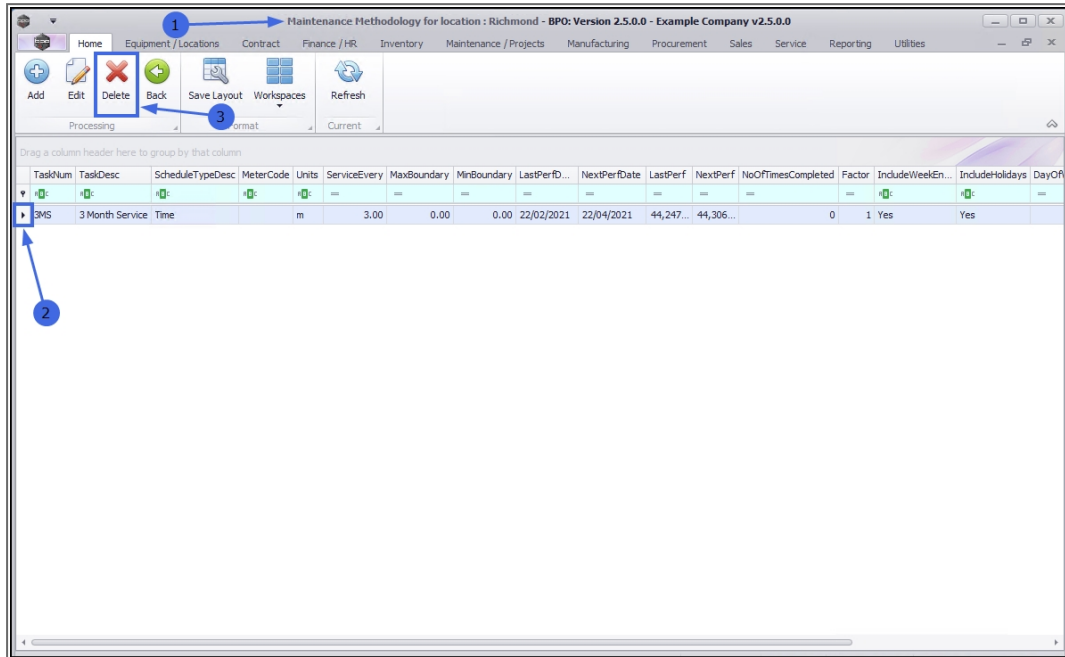 Maintenance Methodology for location : Richmond - BPO: Version 2.5.0.0 - Example Company v2.5.0.0
1
Home Equipment / Locations Contract Finance / HR Inventory Maintenance / Projects Manufacturing Procurement Sales Service Reporting Utilities
Add Edit Delete Back Save Layout Workspaces Refresh
3
Processing Format Current
Drag a column header here to group by that column
TaskNum TaskDesc ScheduleTypeDesc MeterCode Units ServiceEvery MaxBoundary MinBoundary LastPerfD... NextPerfDate LastPerf NextPerf NoOfTimesCompleted Factor IncludeWeekEn... IncludeHolidays DayOf
3MS 3 Month Service Time m 3.00 0.00 0.00 22/02/2021 22/04/2021 44,247... 44,306... 0 1 Yes Yes
2